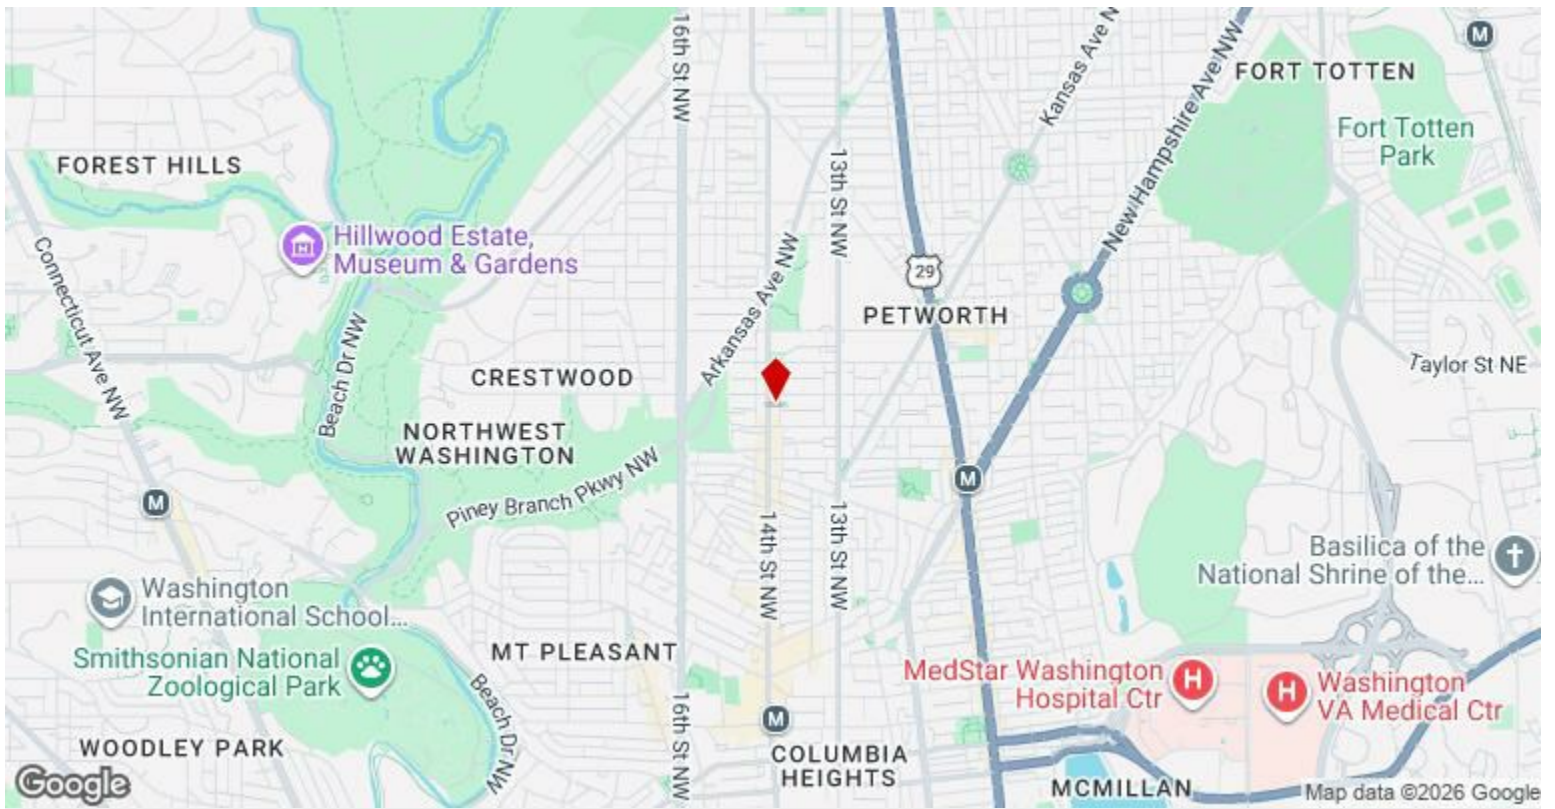 16th St NW
Kansas Ave N
New Hampshire Ave NW
M
FORT TOTTEN
Fort Totten
Park
FOREST HILLS
13th St NW
Hillwood Estate,
Museum & Gardens
Connecticut Ave NW
Arkansas Ave NW
29
PETWORTH
Beach Dr NW
CRESTWOOD
Taylor St NE
NORTHWEST
WASHINGTON
Piney Branch Pkwy NW
M
M
14th St NW
13th St NW
Basilica of the
National Shrine of the...
Washington
International School...
MT PLEASANT
Smithsonian National
Zoological Park
Beach Dr NW
16th St NW
MedStar Washington
Hospital Ctr
H
H
Washington
VA Medical Ctr
M
WOODLEY PARK
COLUMBIA
HEIGHTS
MCMILLAN
Google
Map data ©2026 Google